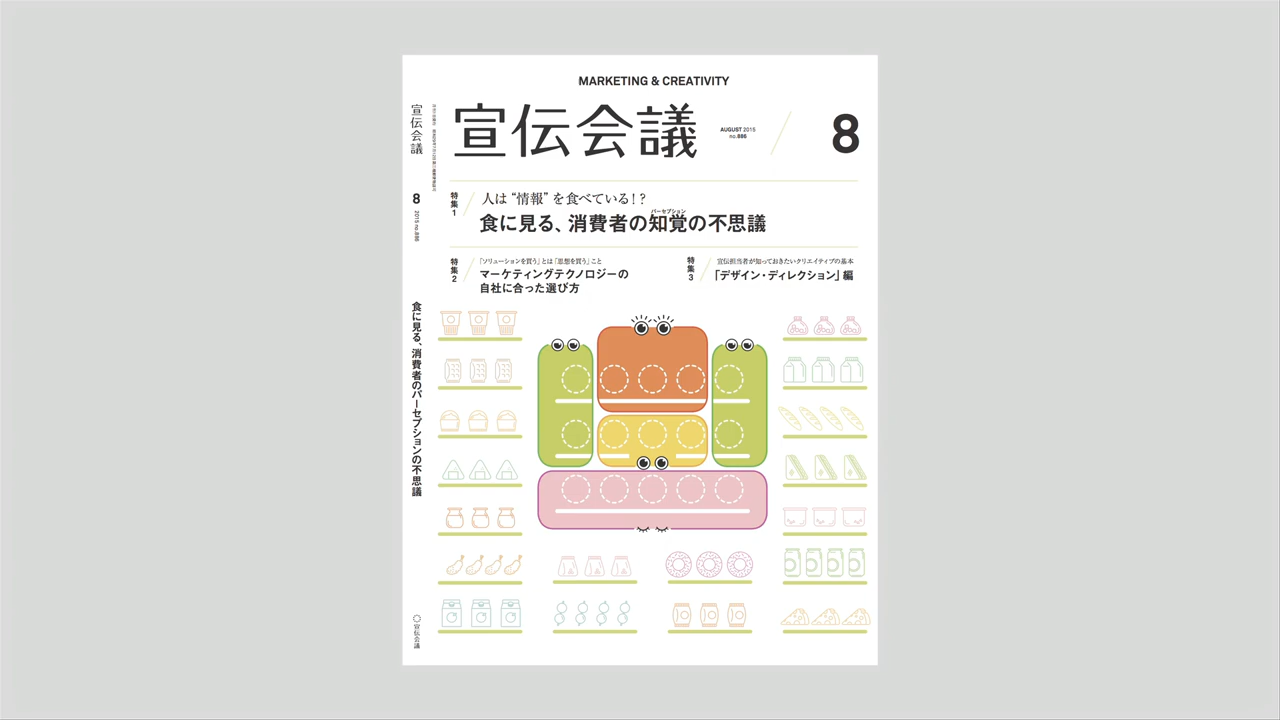 MARKETING & CREATIVITY
宣伝会議
AUGUST 2015
no.886
8
特集1
人は“情報”を食べている!?
パーセプション
食に見る、消費者の知覚の不思議
特集2
「ソリューションを買う」とは「思想を買う」こと
マーケティングテクノロジーの
自社に合った選び方
特集3
宣伝担当者が知っておきたいクリエイティブの基本
「デザイン・ディレクション」編
宣伝会議
8
2015 no.886
食に見る、消費者のパーセプションの不思議
宣伝会議